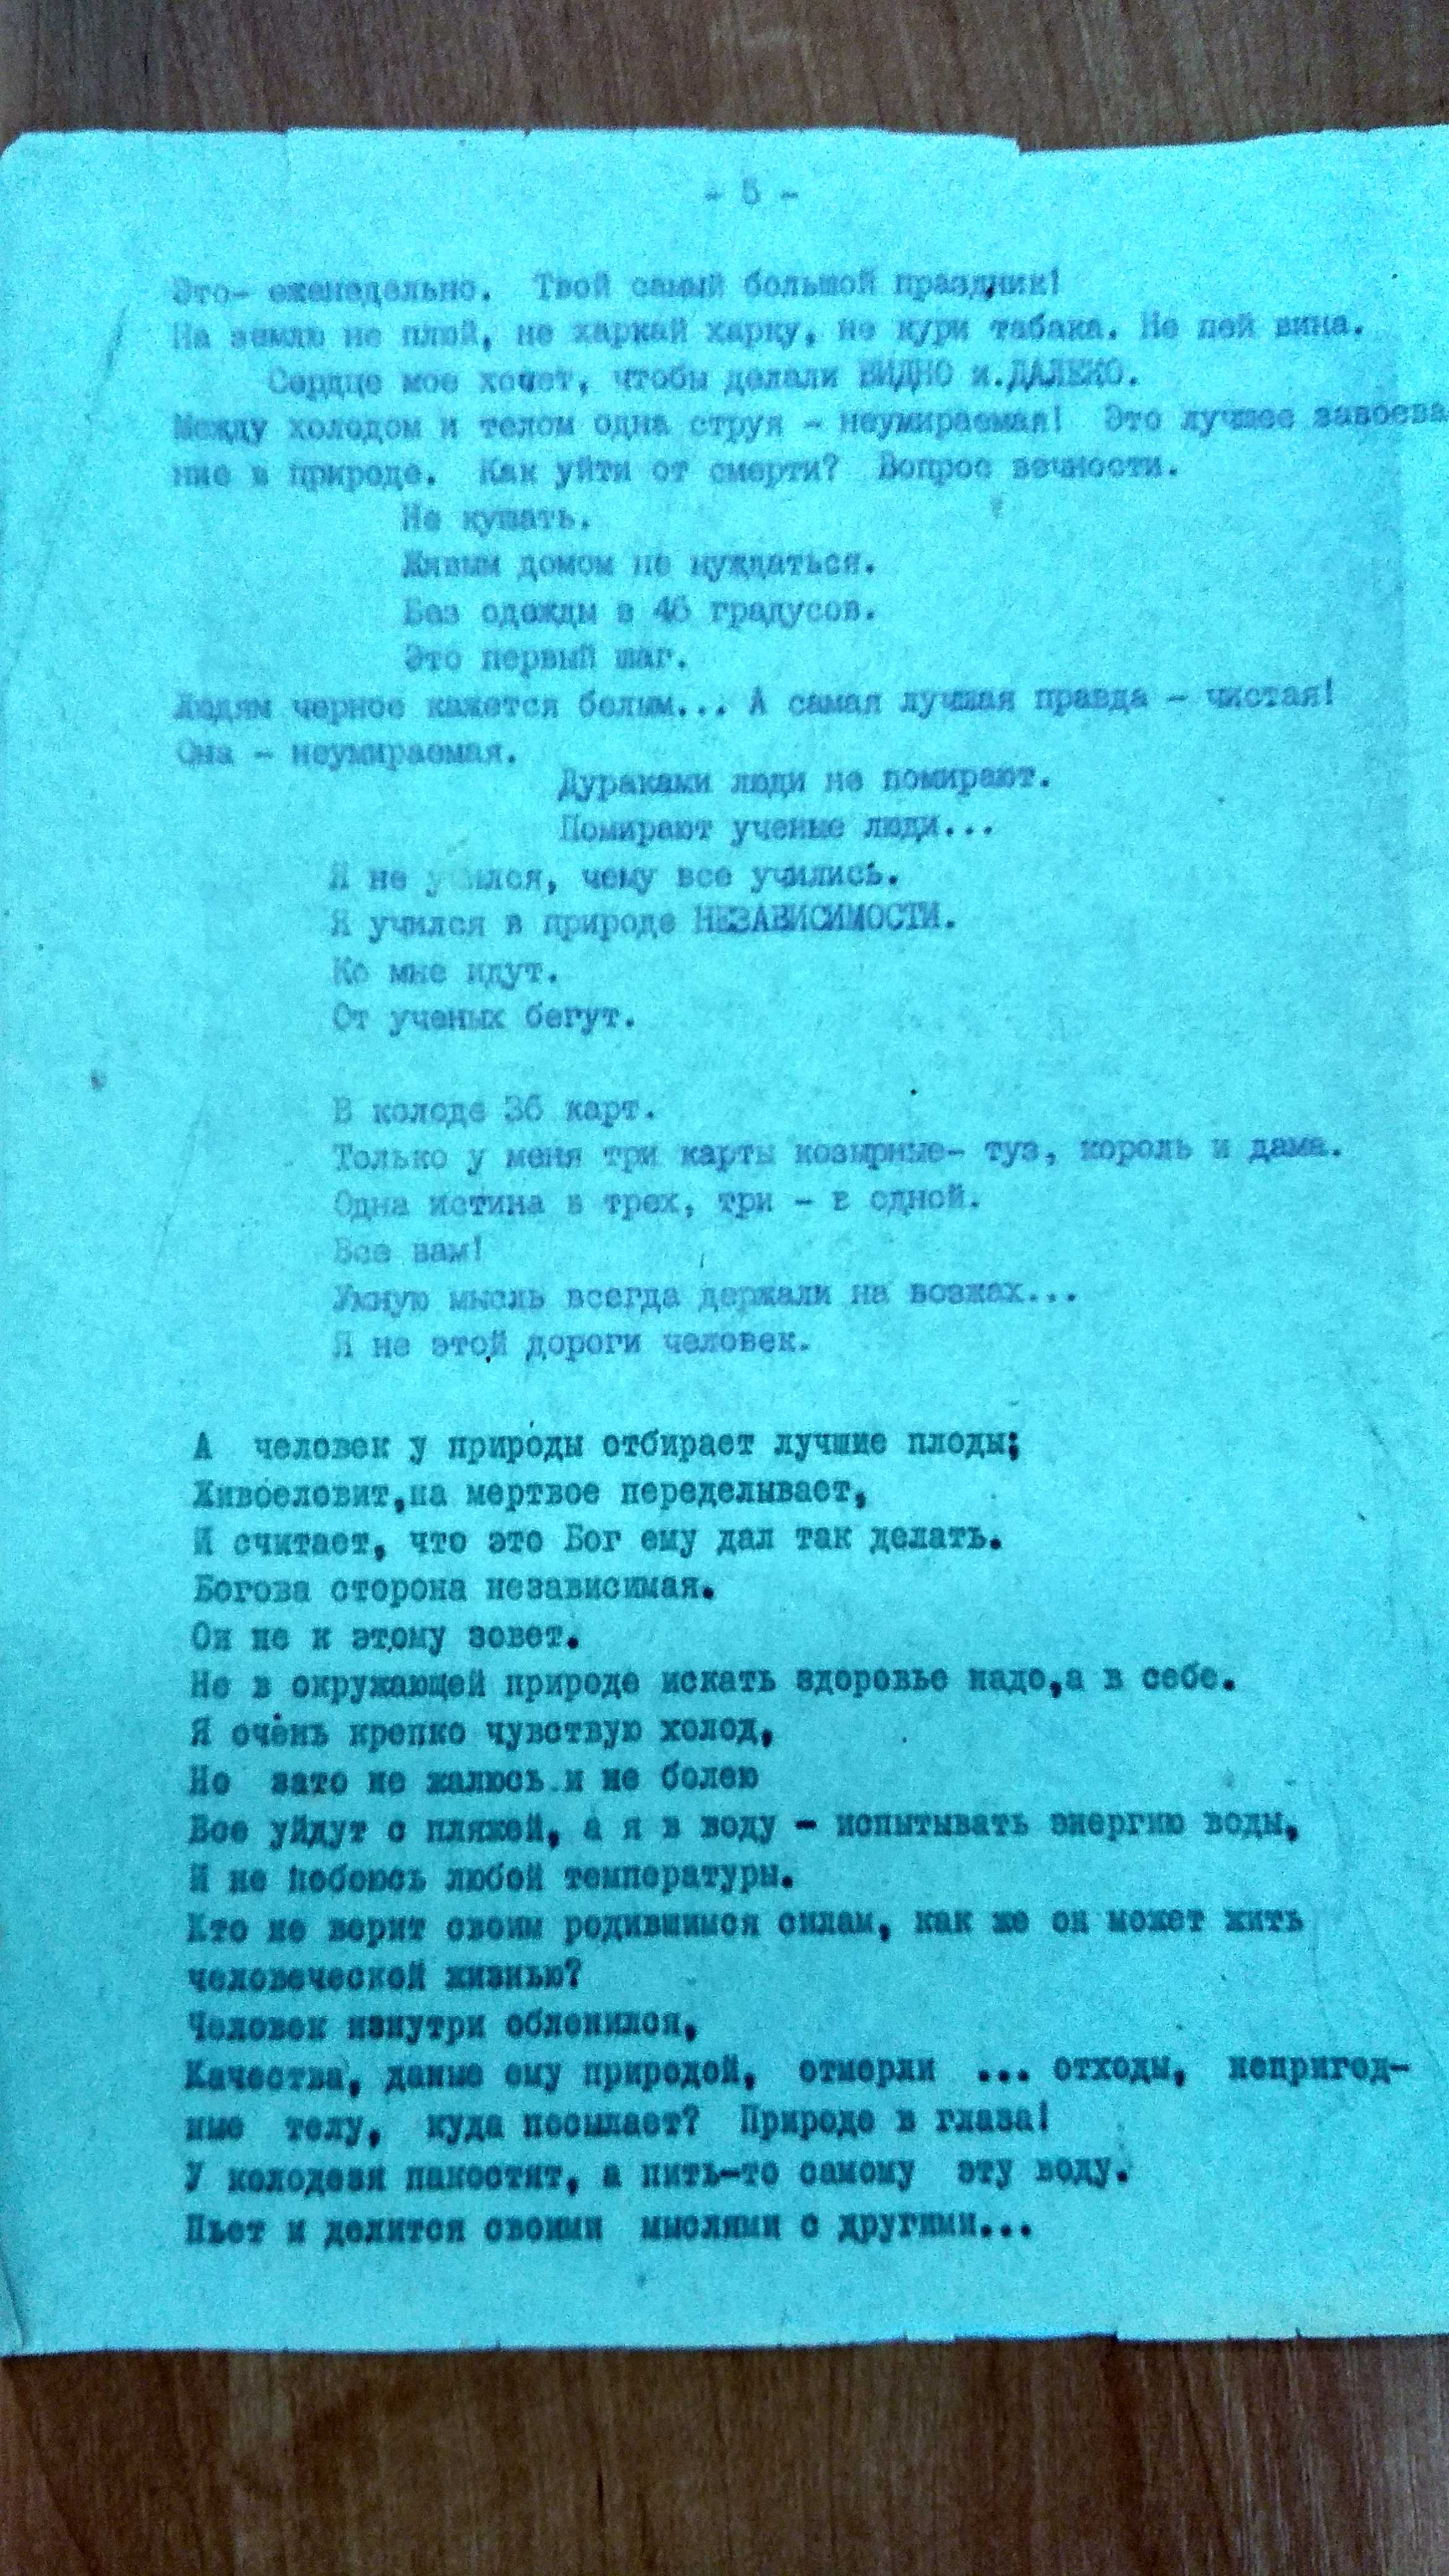 - 5 -
Это- еженедельно. Твой самый большой праздник!
На землю не плюй, не харкай харку, не кури табака. Не пей вина.
Сердце мое хочет, чтобы делали ВИДНО и.ДАЛЕКО.
Между холодом и телом одна струя - неумираемая! Это лучшее завоева
ние в природе. Как уйти от смерти? Вопрос вечности.
Не кушать.
Живым домом не нуждаться.
Без одежды в 46 градусов.
Это первый шаг.
Людям черное кажется белым... А самая лучшая правда - чистая!
Она - неумираемая.
Дураками люди не помирают.
Помирают ученые люди...
Я не учился, чему все учились.
Я учился в природе НЕЗАВИСИМОСТИ.
Ко мне идут.
От ученых бегут.
В колоде 36 карт.
Только у меня три карты козырные- туз, король и дама.
Одна истина в трех, три - в одной.
Все вам!
Умную мысль всегда держали на возжах...
Я не этой дороги человек.
А человек у природы отбирает лучшие плоды;
Живоеловит,на мертвое переделывает,
И считает, что это Бог ему дал так делать.
Богова сторона независимая.
Он не к этому зовет.
Не в окружающей природе искать здоровье надо,а в себе.
Я очень крепко чувствую холод,
Но зато не жалюсь и не болею
Все уйдут с пляжей, а я в воду - испытывать энергию воды,
И не побоюсь любой температуры.
Кто не верит своим родившимся силам, как же он может жить
человеческой жизнью?
Человек изнутри обленился,
Качества, даные ему природой, отмерли ... отходы, непригод-
ные телу, куда посылает? Природе в глаза!
У колодезя пакостит, а пить-то самому эту воду.
Пьет и делится своими мыслями с другими...